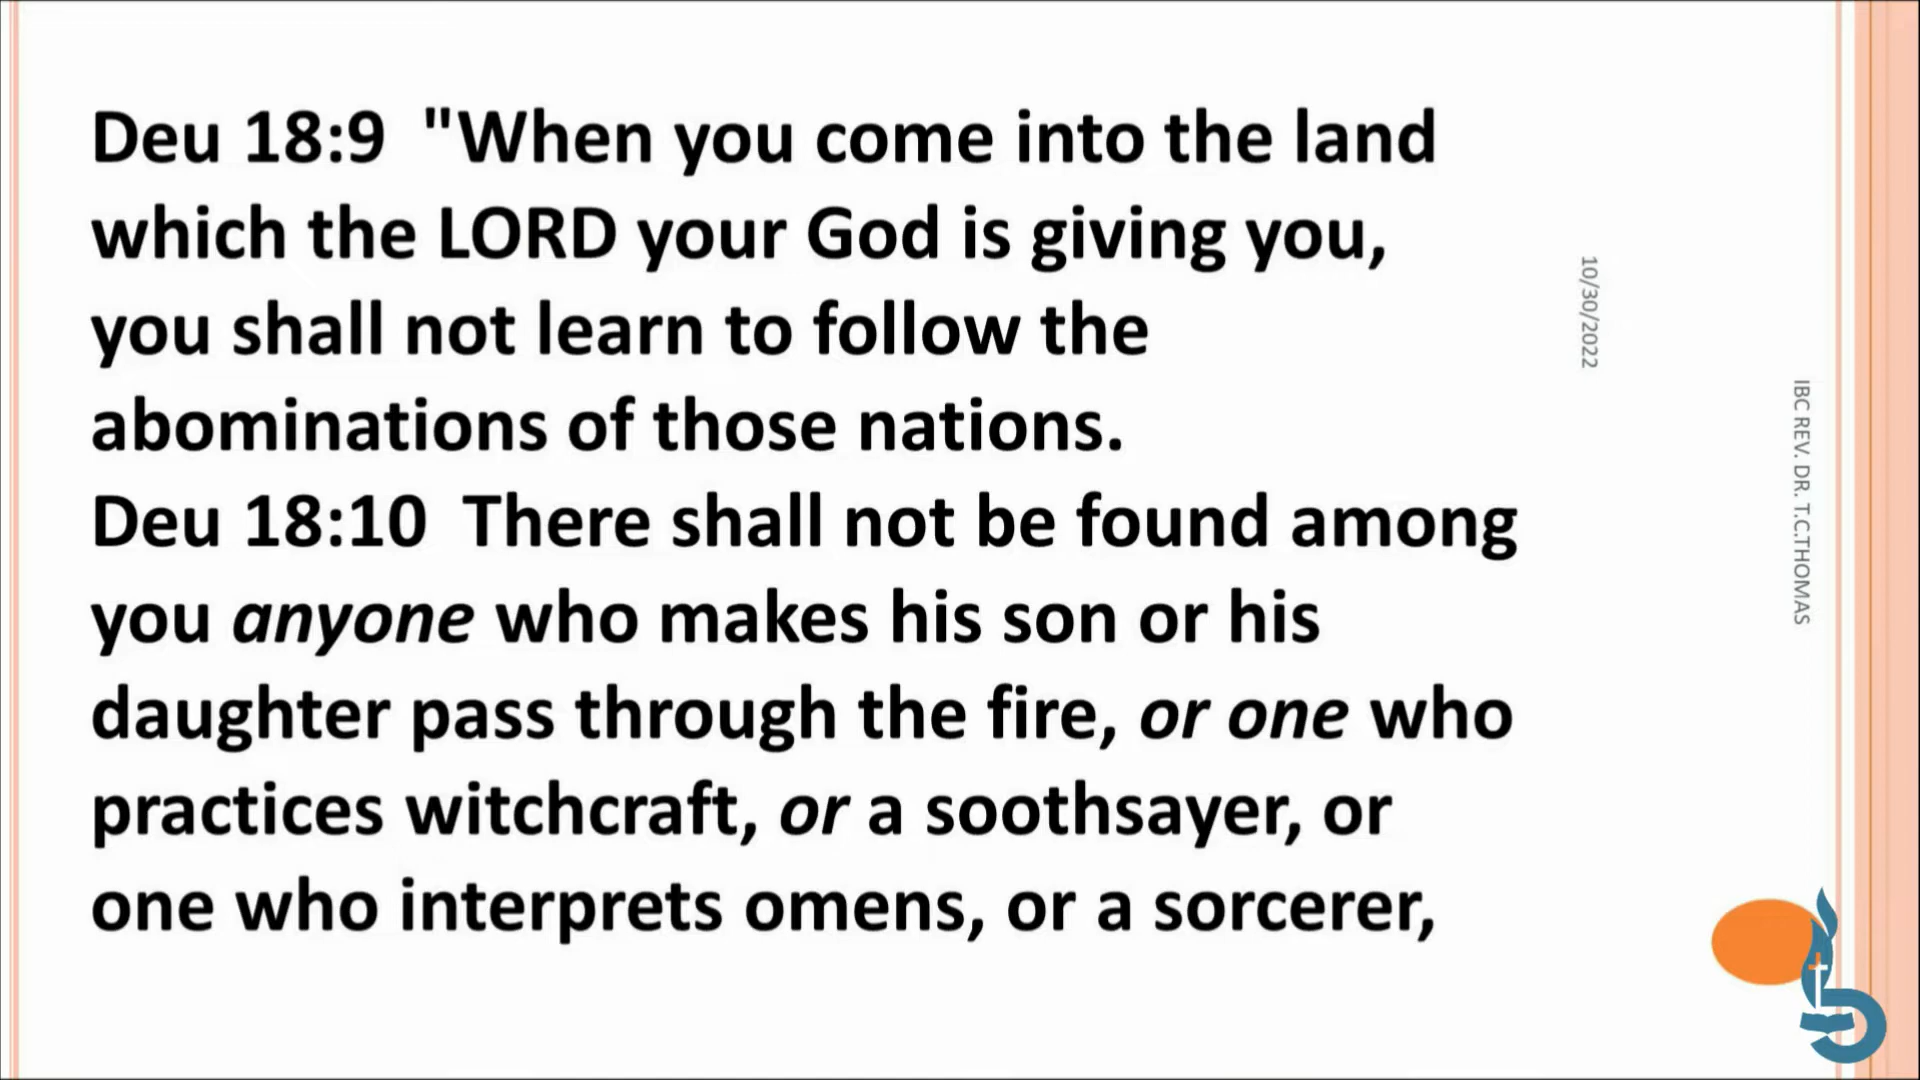 Deu 18:9  "When you come into the land
which the LORD your God is giving you,
you shall not learn to follow the
abominations of those nations.
Deu 18:10  There shall not be found among
you anyone who makes his son or his
daughter pass through the fire, or one who
practices witchcraft, or a soothsayer, or
one who interprets omens, or a sorcerer,
10/30/2022
IBC REV. DR. T.C.THOMAS